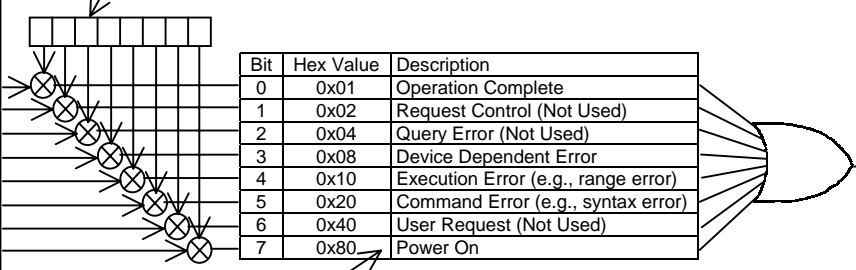 Bit Hex Value Description
0 0x01 Operation Complete
1 0x02 Request Control (Not Used)
2 0x04 Query Error (Not Used)
3 0x08 Device Dependent Error
4 0x10 Execution Error (e.g., range error)
5 0x20 Command Error (e.g., syntax error)
6 0x40 User Request (Not Used)
7 0x80 Power On